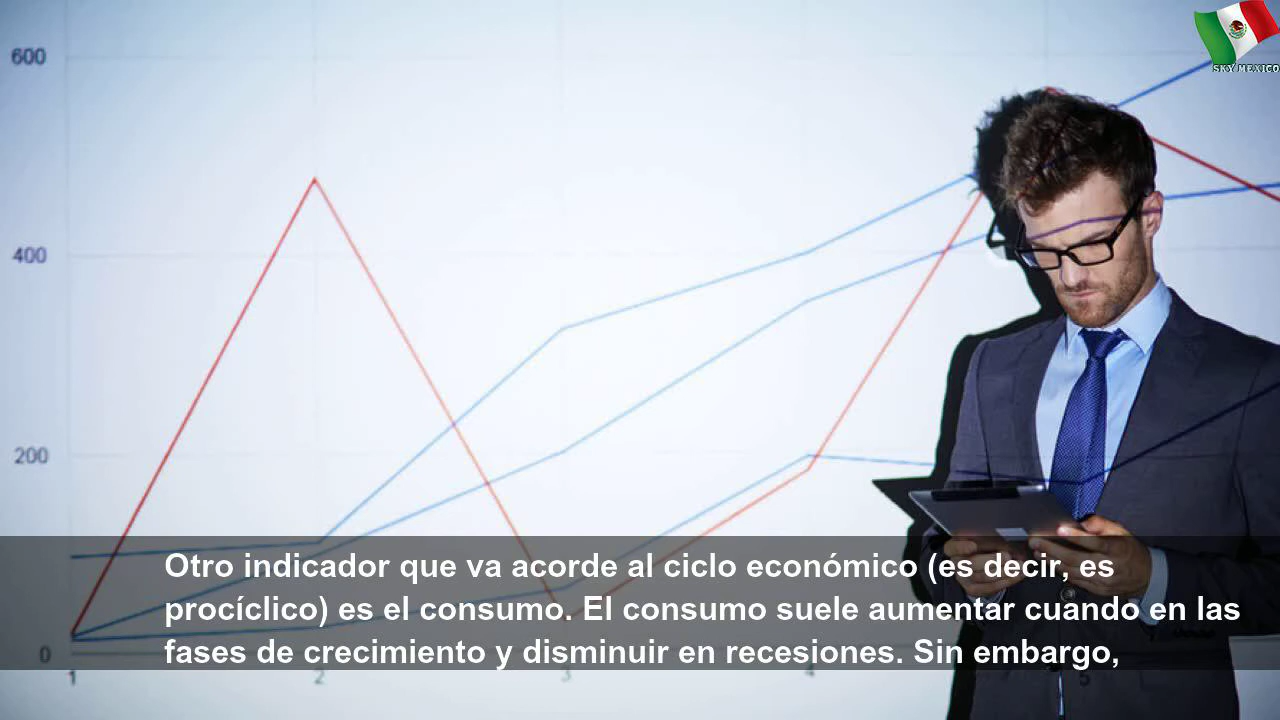 600
SKY MEXICO
400
200
Otro indicador que va acorde al ciclo económico (es decir, es
procíclico) es el consumo. El consumo suele aumentar cuando en las
fases de crecimiento y disminuir en recesiones. Sin embargo,
0
1 2 3 4 5